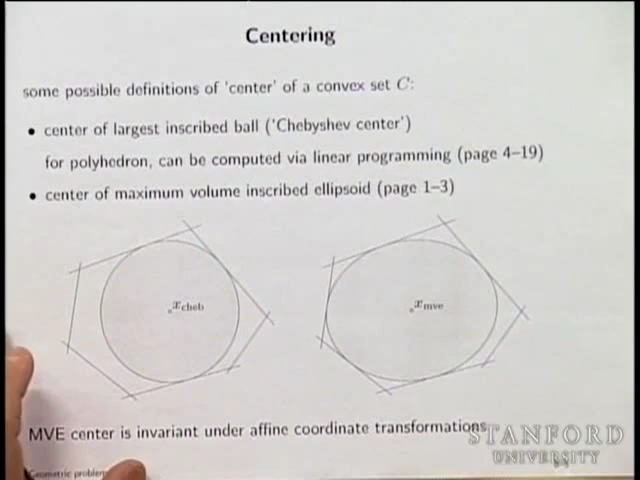 Centering
some possible definitions of 'center' of a convex set C:
• center of largest inscribed ball ('Chebyshev center')
for polyhedron, can be computed via linear programming (page 4–19)
• center of maximum volume inscribed ellipsoid (page 1–3)
xcheb
xmve
MVE center is invariant under affine coordinate transformations
STANFORD
UNIVERSITY
Geometric problem